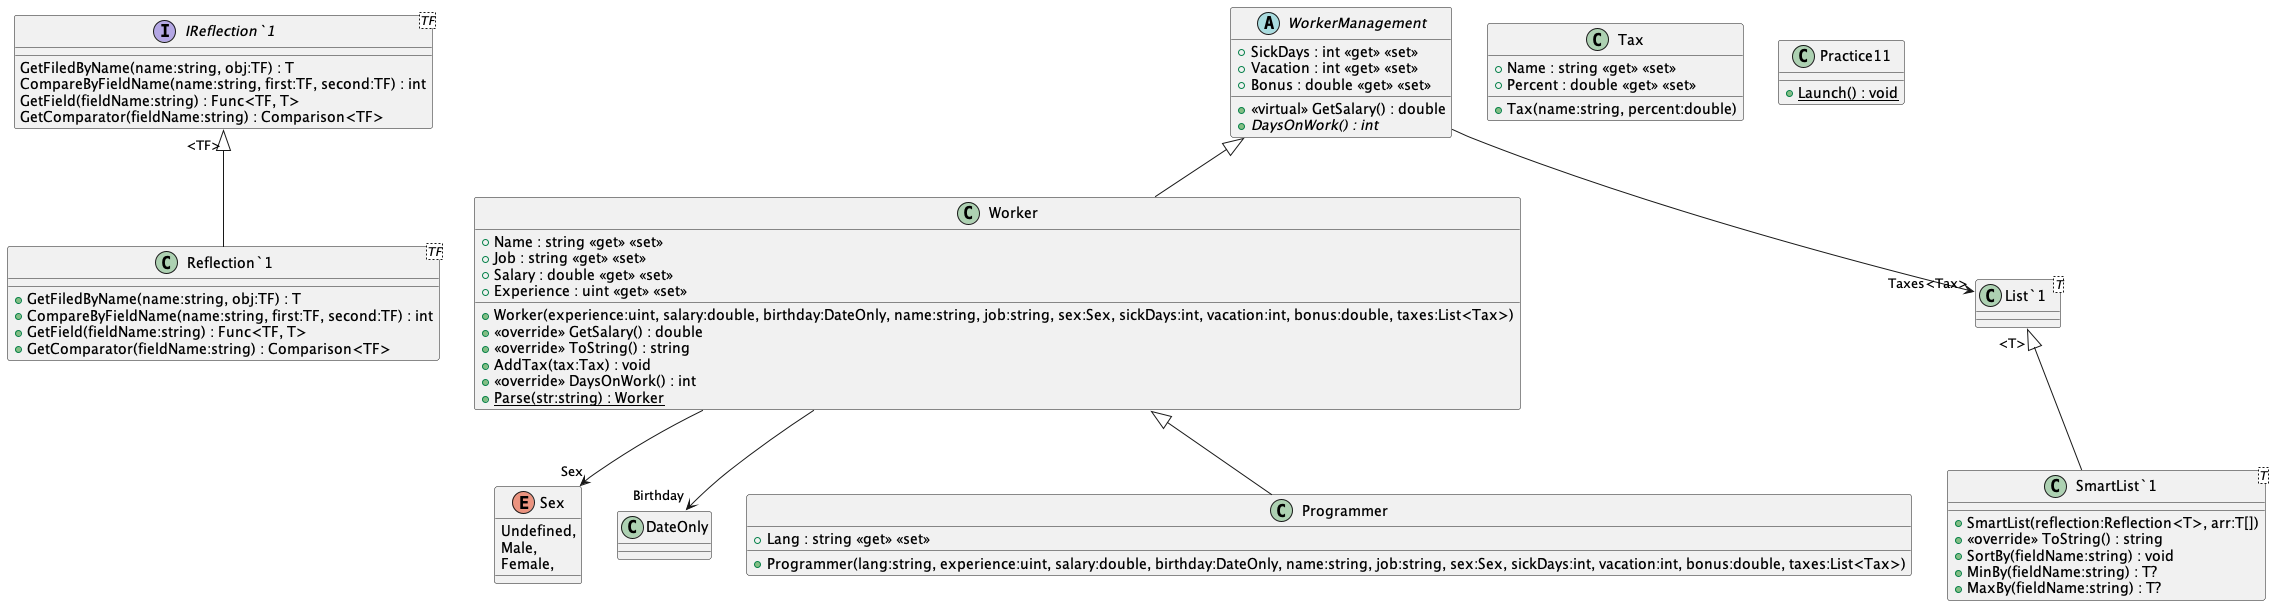 I IReflection`1
TF
GetFiledByName(name:string, obj:TF) : T
CompareByFieldName(name:string, first:TF, second:TF) : int
GetField(fieldName:string) : Func<TF, T>
GetComparator(fieldName:string) : Comparison<TF>
<TF>
C Reflection`1
TF
GetFiledByName(name:string, obj:TF) : T
CompareByFieldName(name:string, first:TF, second:TF) : int
GetField(fieldName:string) : Func<TF, T>
GetComparator(fieldName:string) : Comparison<TF>
A WorkerManagement
SickDays : int «get» «set»
Vacation : int «get» «set»
Bonus : double «get» «set»
«virtual» GetSalary() : double
DaysOnWork() : int
C Tax
Name : string «get» «set»
Percent : double «get» «set»
Tax(name:string, percent:double)
C Practice11
Launch() : void
C Worker
Name : string «get» «set»
Job : string «get» «set»
Salary : double «get» «set»
Experience : uint «get» «set»
Worker(experience:uint, salary:double, birthday:DateOnly, name:string, job:string, sex:Sex, sickDays:int, vacation:int, bonus:double, taxes:List<Tax>)
«override» GetSalary() : double
«override» ToString() : string
AddTax(tax:Tax) : void
«override» DaysOnWork() : int
Parse(str:string) : Worker
Taxes<Tax>
C List`1
T
<T>
Sex
E Sex
Undefined,
Male,
Female,
Birthday
C DateOnly
C Programmer
Lang : string «get» «set»
Programmer(lang:string, experience:uint, salary:double, birthday:DateOnly, name:string, job:string, sex:Sex, sickDays:int, vacation:int, bonus:double, taxes:List<Tax>)
C SmartList`1
T
SmartList(reflection:Reflection<T>, arr:T[])
«override» ToString() : string
SortBy(fieldName:string) : void
MinBy(fieldName:string) : T?
MaxBy(fieldName:string) : T?